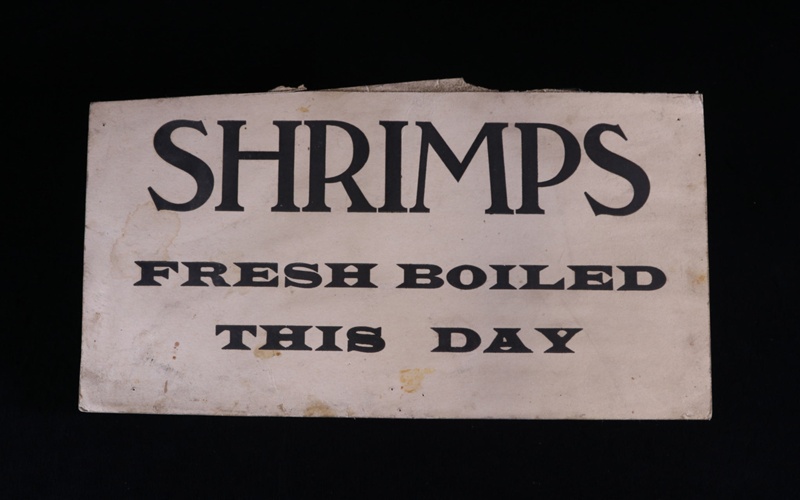 SHRIMPS
FRESH BOILED
THIS DAY